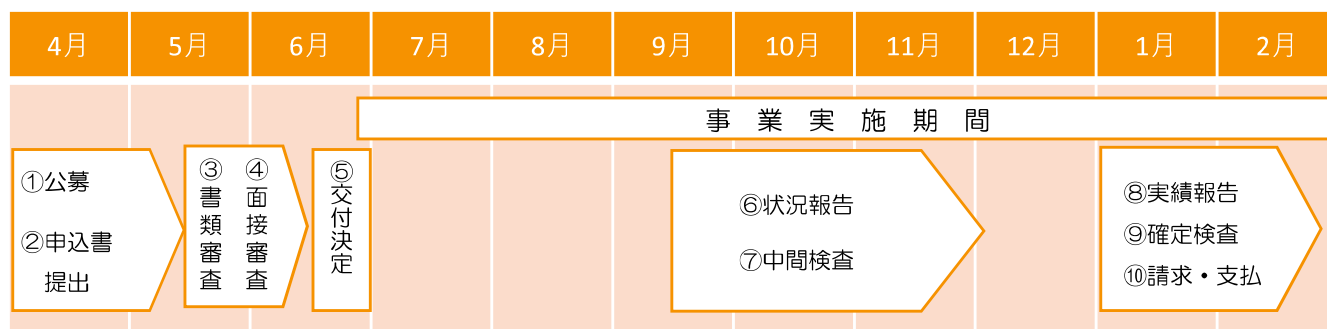 4月 5月 6月 7月 8月 9月 10月 11月 12月 1月 2月
事業実施期間
①公募
②申込書
提出
③書類審査
④面接審査
⑤交付決定
⑥状況報告
⑦中間検査
⑧実績報告
⑨確定検査
⑩請求・支払